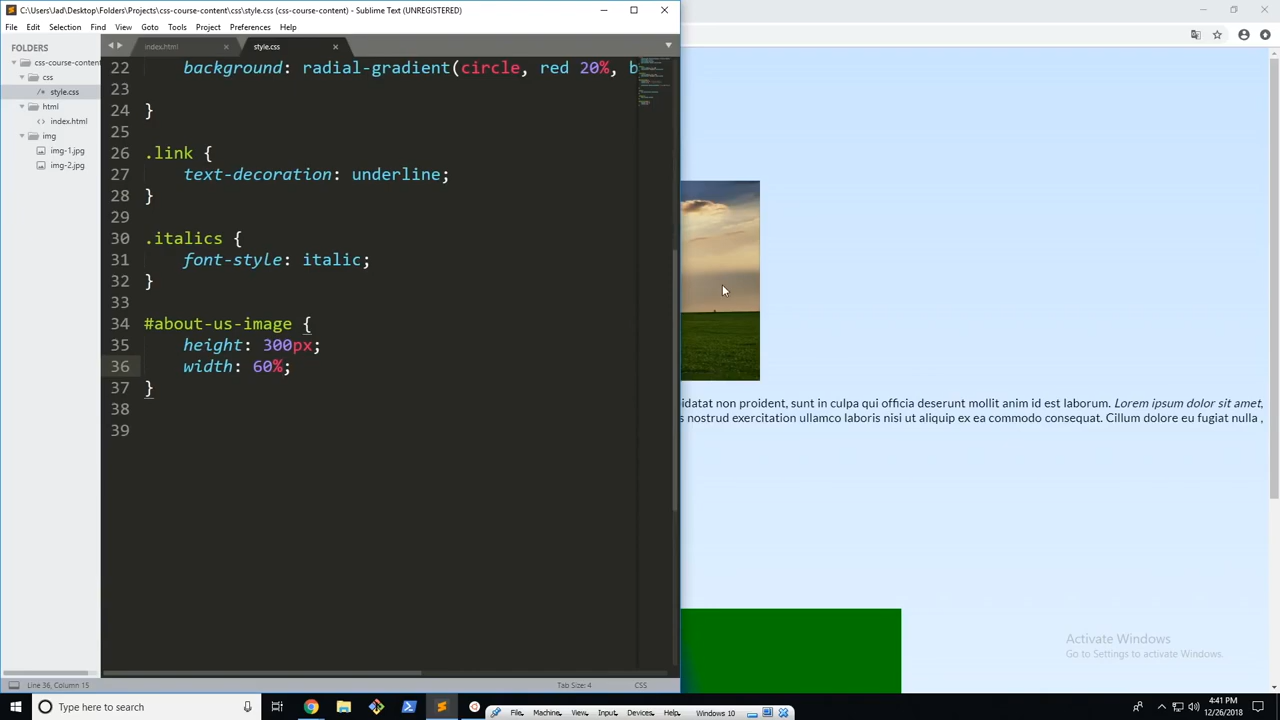 C:\Users\Jad\Desktop\Folders\Projects\css-course-content\css\style.css (css-course-content) - Sublime Text (UNREGISTERED)
File Edit Selection Find View Goto Tools Project Preferences Help
FOLDERS
css-course-content
css
style.css
html
index.html
img
img-1.jpg
img-2.jpg
index.html
style.css
22 background: radial-gradient(circle, red 20%, b
23
24 }
25
26 .link {
27 text-decoration: underline;
28 }
29
30 .italics {
31 font-style: italic;
32 }
33
34 #about-us-image {
35 height: 300px;
36 width: 60%;
37 }
38
39
idatat non proident, sunt in culpa qui officia deserunt mollit anim id est laborum. Lorem ipsum dolor sit amet,
s nostrud exercitation ullamco laboris nisi ut aliquip ex ea commodo consequat. Cillum dolore eu fugiat nulla ,
Activate Windows
Go to Settings to activate Windows.
Line 36, Column 15
Tab Size: 4
CSS
Type here to search
File Machine View Input Devices Help Windows 10
4:41 PM
12/26/2018